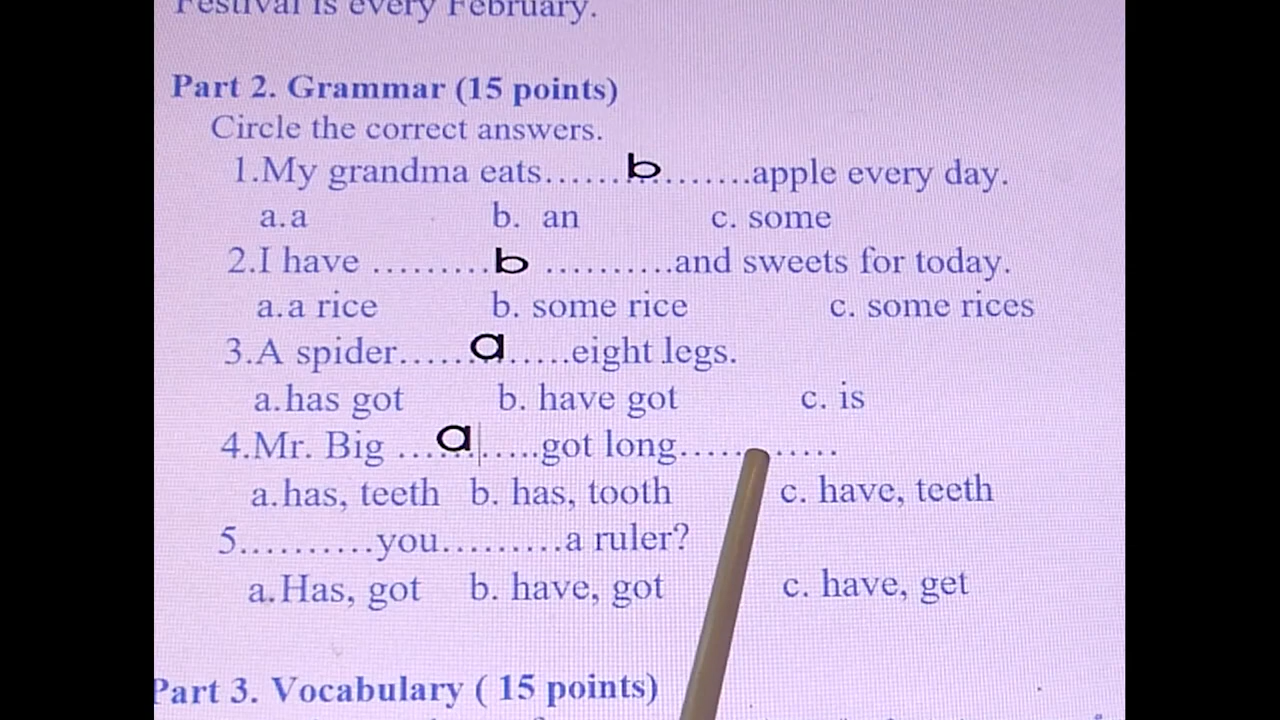 Festival is every February.
Part 2. Grammar (15 points)
Circle the correct answers.
1.My grandma eats......b........apple every day.
a.a b. an c. some
2.I have .........b ..........and sweets for today.
a.a rice b. some rice c. some rices
3.A spider......a.....eight legs.
a.has got b. have got c. is
4.Mr. Big ....a.....got long...........
a.has, teeth b. has, tooth c. have, teeth
5..........you.........a ruler?
a.Has, got b. have, got c. have, get
Part 3. Vocabulary ( 15 points)